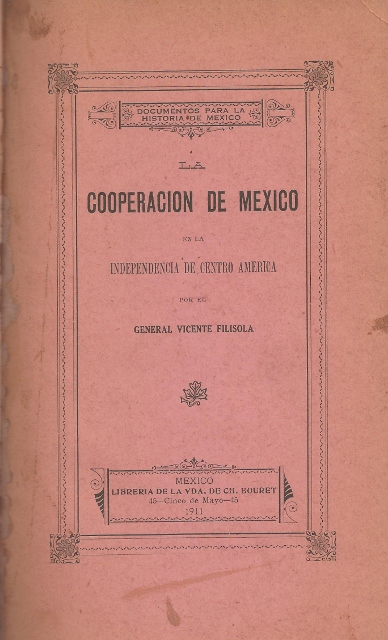 DOCUMENTOS PARA LA
HISTORIA DE MEXICO
LA
COOPERACION DE MEXICO
EN LA
INDEPENDENCIA DE CENTRO AMERICA
POR EL
GENERAL VICENTE FILISOLA
MEXICO
LIBRERIA DE LA VDA. DE CH. BOURET
45—Cinco de Mayo—45
1911